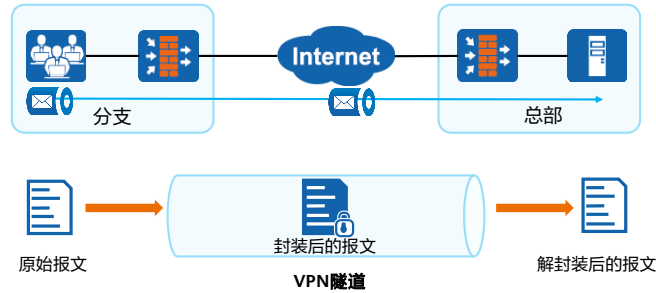 Internet
分支
总部
封装后的报文
原始报文
解封装后的报文
VPN隧道